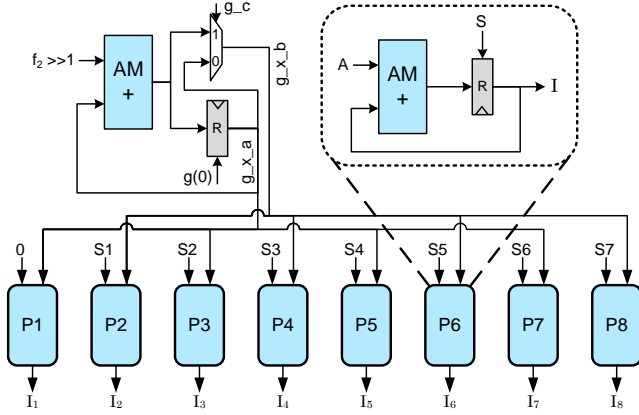 g_c
f₂ >>1
AM
+
1
0
g_x_b
R
g(0)
g_x_a
S
A
AM
+
R
I
0
S1
S2
S3
S4
S5
S6
S7
P1
P2
P3
P4
P5
P6
P7
P8
I₁
I₂
I₃
I₄
I₅
I₆
I₇
I₈